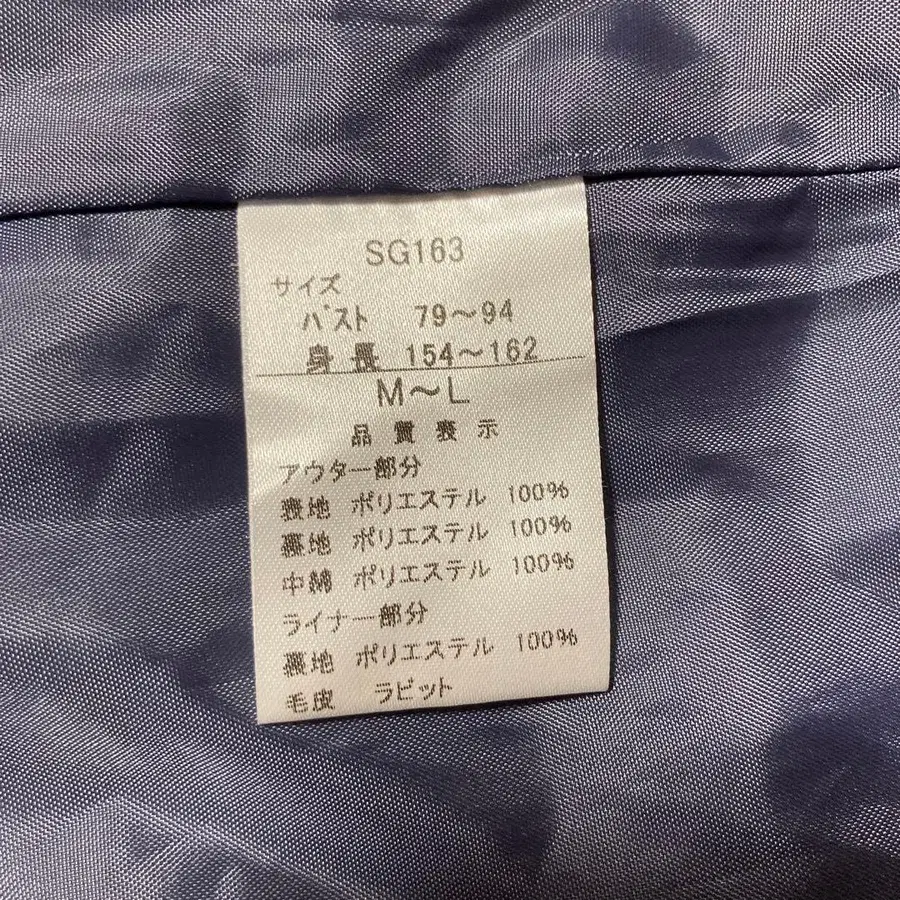 SG163
サイズ
バスト 79～94
身長 154～162
M～L
品質表示
アウター部分
表地 ポリエステル 100%
裏地 ポリエステル 100%
中綿 ポリエステル 100%
ライナー部分
裏地 ポリエステル 100%
毛皮 ラビット